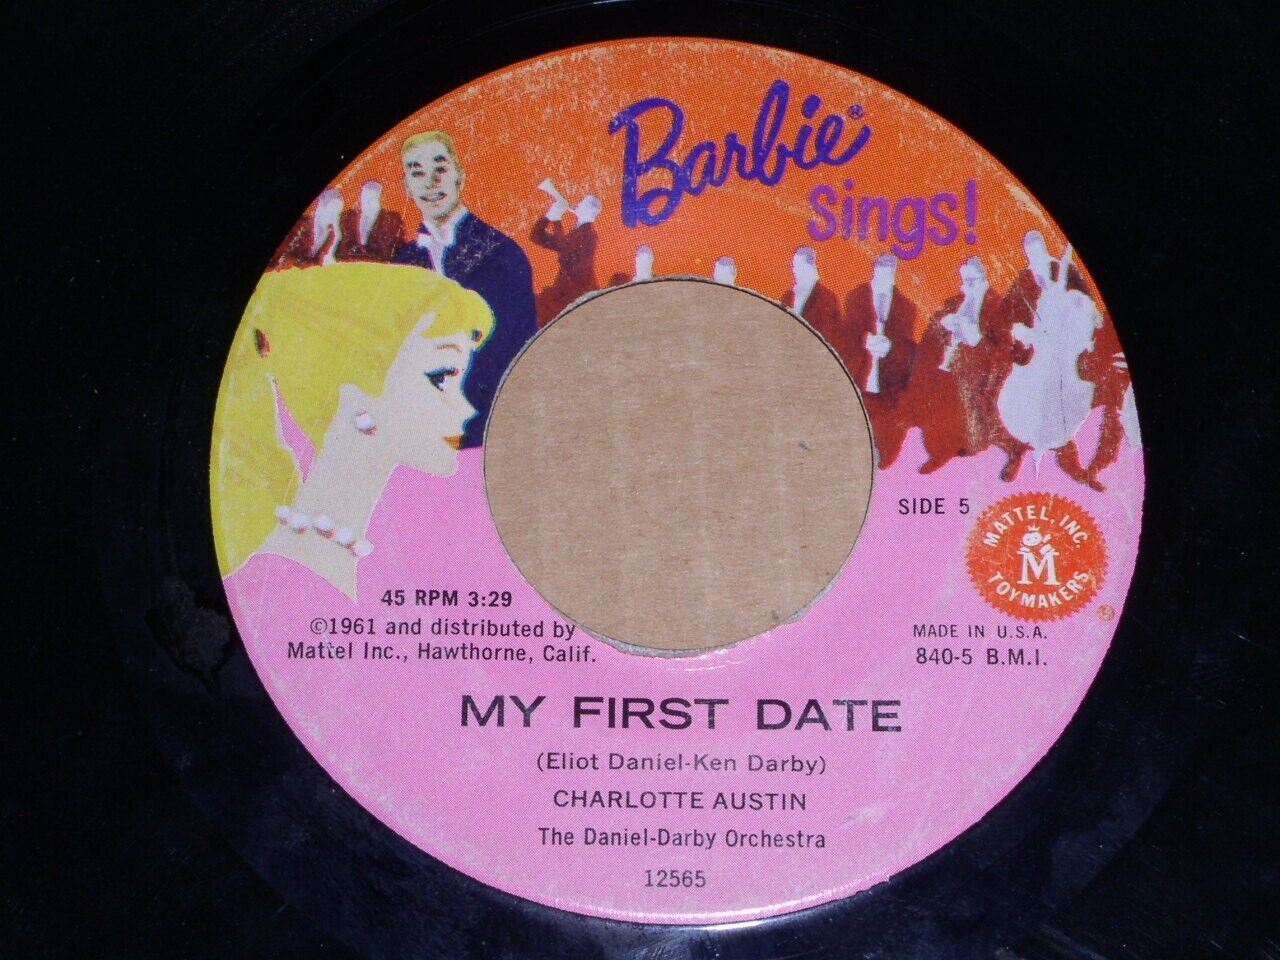 Barbie®
sings!
SIDE 5
MATTEL, INC.
M
TOYMAKERS
®
45 RPM 3:29
©1961 and distributed by
Mattel Inc., Hawthorne, Calif.
MADE IN U.S.A.
840-5 B.M.I.
MY FIRST DATE
(Eliot Daniel-Ken Darby)
CHARLOTTE AUSTIN
The Daniel-Darby Orchestra
12565